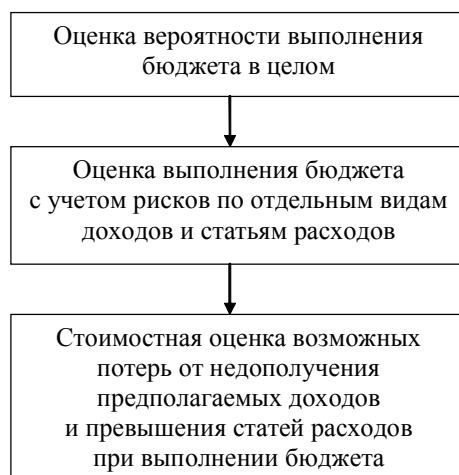 Оценка вероятности выполнения
бюджета в целом
Оценка выполнения бюджета
с учетом рисков по отдельным видам
доходов и статьям расходов
Стоимостная оценка возможных
потерь от недополучения
предполагаемых доходов
и превышения статей расходов
при выполнении бюджета